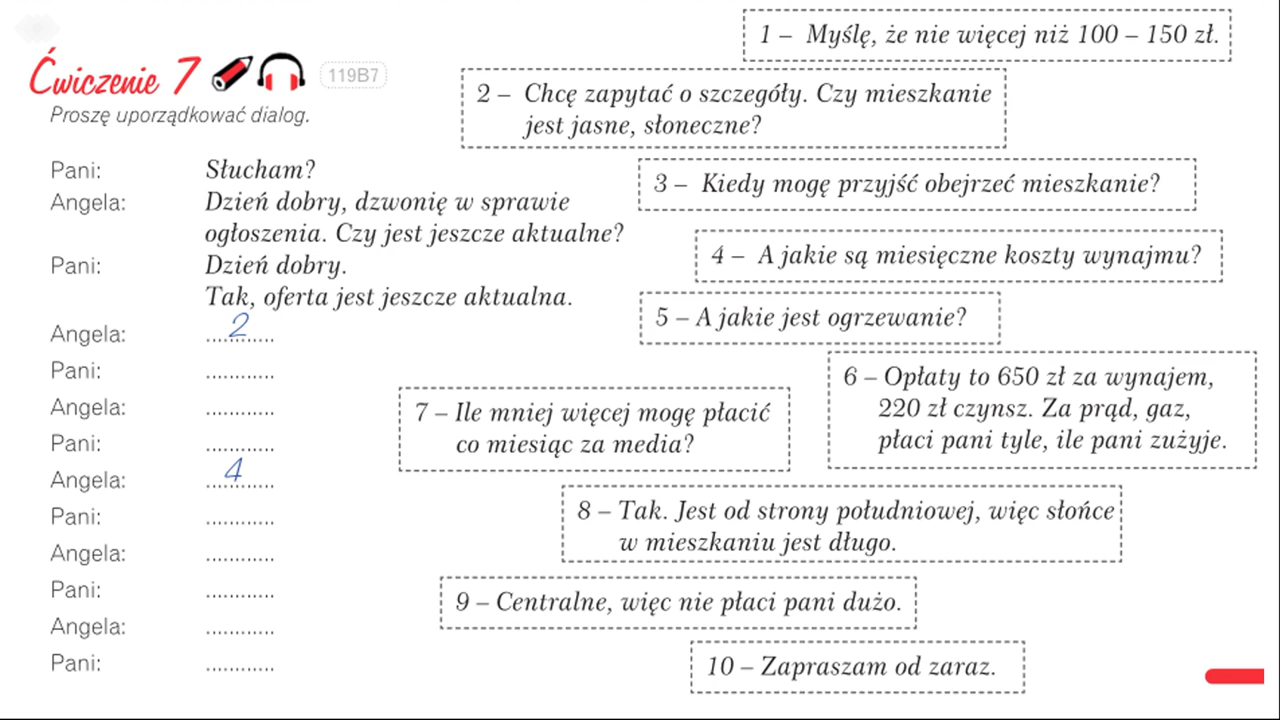 Ćwiczenie 7
119B7
Proszę uporządkować dialog.
Pani: Słucham?
Angela: Dzień dobry, dzwonię w sprawie
ogłoszenia. Czy jest jeszcze aktualne?
Pani: Dzień dobry.
Tak, oferta jest jeszcze aktualna.
Angela: ....2........
Pani: ............
Angela: ............
Pani: ............
Angela: ....4........
Pani: ............
Angela: ............
Pani: ............
Angela: ............
Pani: ............
1 – Myślę, że nie więcej niż 100 – 150 zł.
2 – Chcę zapytać o szczegóły. Czy mieszkanie
jest jasne, słoneczne?
3 – Kiedy mogę przyjść obejrzeć mieszkanie?
4 – A jakie są miesięczne koszty wynajmu?
5 – A jakie jest ogrzewanie?
6 – Opłaty to 650 zł za wynajem,
220 zł czynsz. Za prąd, gaz,
płaci pani tyle, ile pani zużyje.
7 – Ile mniej więcej mogę płacić
co miesiąc za media?
8 – Tak. Jest od strony południowej, więc słońce
w mieszkaniu jest długo.
9 – Centralne, więc nie płaci pani dużo.
10 – Zapraszam od zaraz.